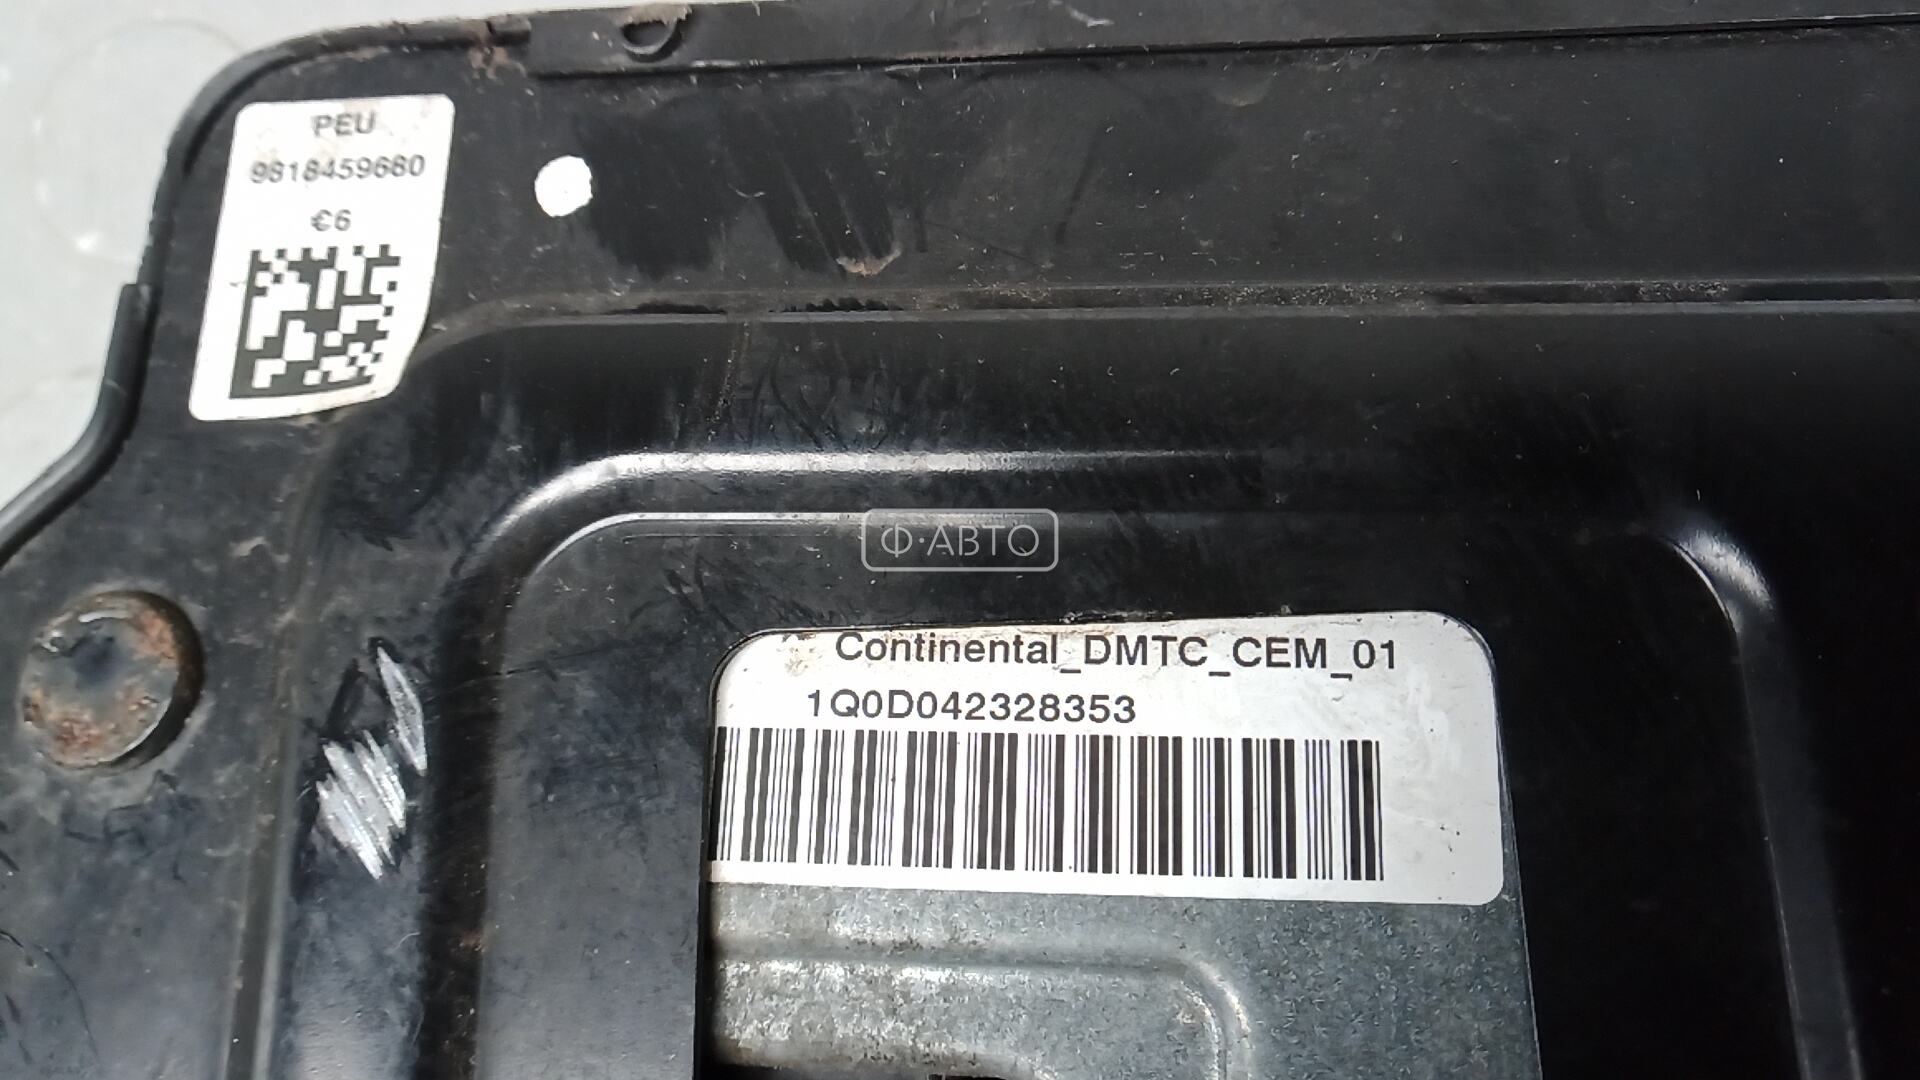 PEU
9818459680
€6
Ф·АВТО
Continental_DMTC_CEM_01
1Q0D042328353